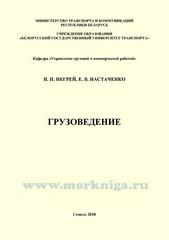 МИНИСТЕРСТВО ТРАНСПОРТА И КОММУНИКАЦИЙ
РЕСПУБЛИКИ БЕЛАРУСЬ
УЧРЕЖДЕНИЕ ОБРАЗОВАНИЯ
«БЕЛОРУССКИЙ ГОСУДАРСТВЕННЫЙ УНИВЕРСИТЕТ ТРАНСПОРТА»
Кафедра «Управление грузовой и коммерческой работой»
Н. П. НЕГРЕЙ, Е. В. НАСТАЧЕНКО
ГРУЗОВЕДЕНИЕ
www.morkniga.ru
Гомель 2010